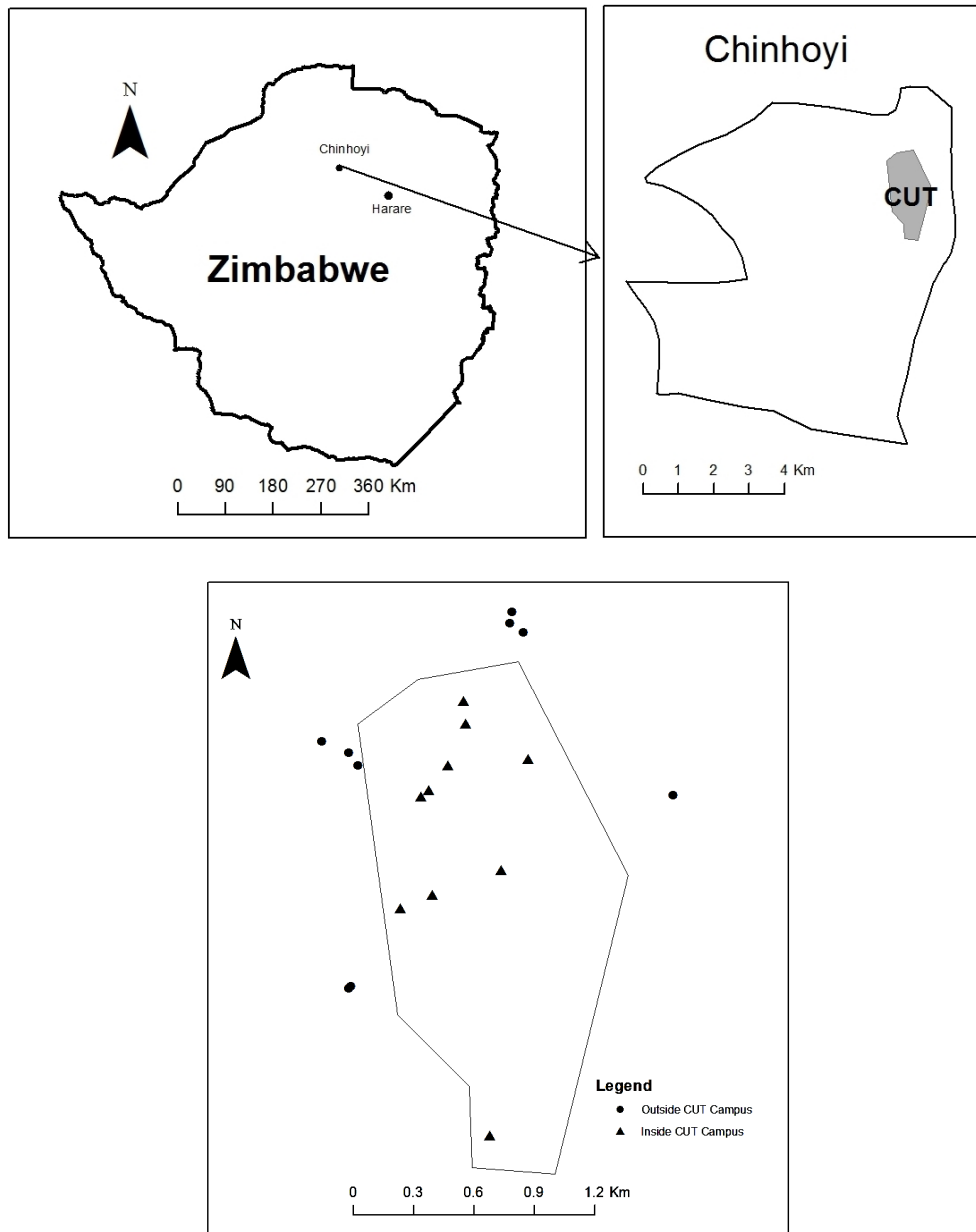 N
Chinhoyi
Harare
Zimbabwe
0 90 180 270 360 Km
Chinhoyi
CUT
0 1 2 3 4 Km
N
Legend
Outside CUT Campus
Inside CUT Campus
0 0.3 0.6 0.9 1.2 Km